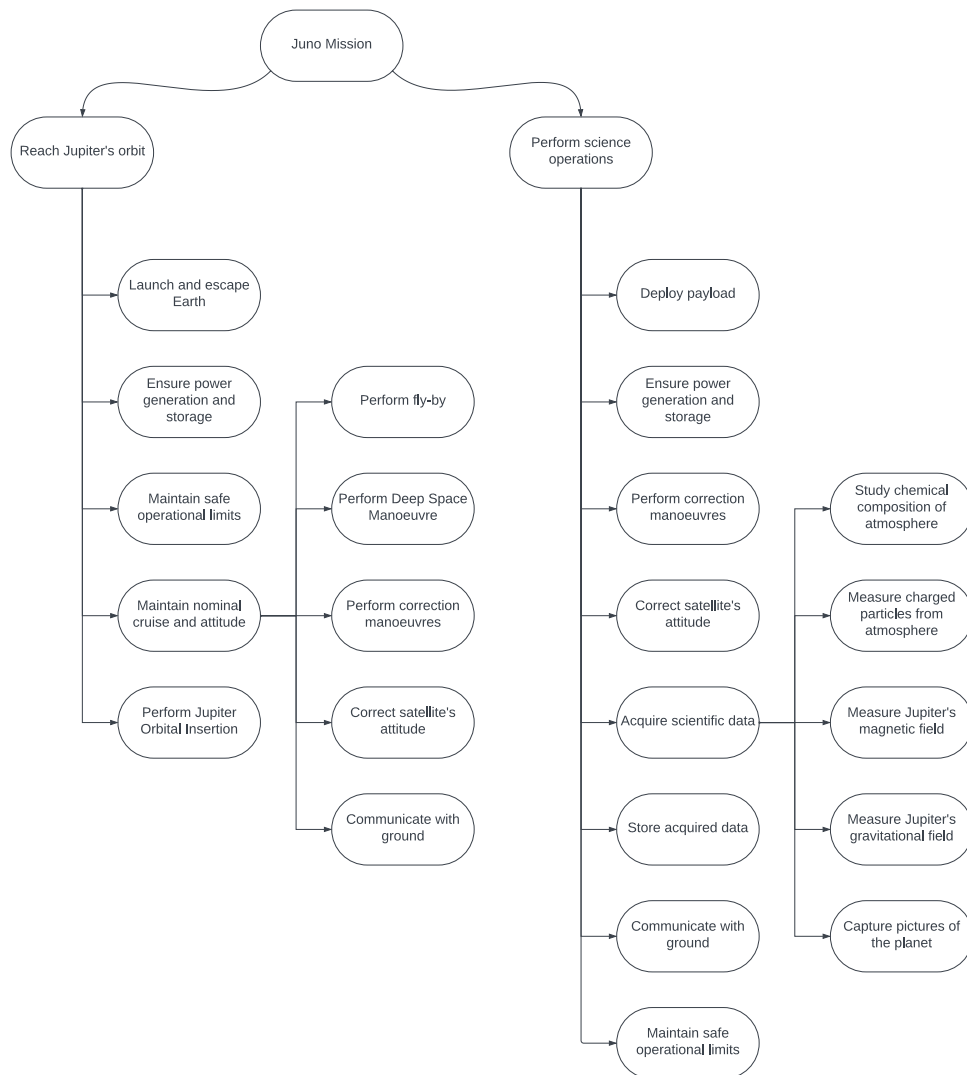 Juno Mission
Reach Jupiter's orbit
Perform science
operations
Launch and escape
Earth
Ensure power
generation and
storage
Maintain safe
operational limits
Maintain nominal
cruise and attitude
Perform Jupiter
Orbital Insertion
Perform fly-by
Perform Deep Space
Manoeuvre
Perform correction
manoeuvres
Correct satellite's
attitude
Communicate with
ground
Deploy payload
Ensure power
generation and
storage
Perform correction
manoeuvres
Correct satellite's
attitude
Acquire scientific data
Store acquired data
Communicate with
ground
Maintain safe
operational limits
Study chemical
composition of
atmosphere
Measure charged
particles from
atmosphere
Measure Jupiter's
magnetic field
Measure Jupiter's
gravitational field
Capture pictures of
the planet